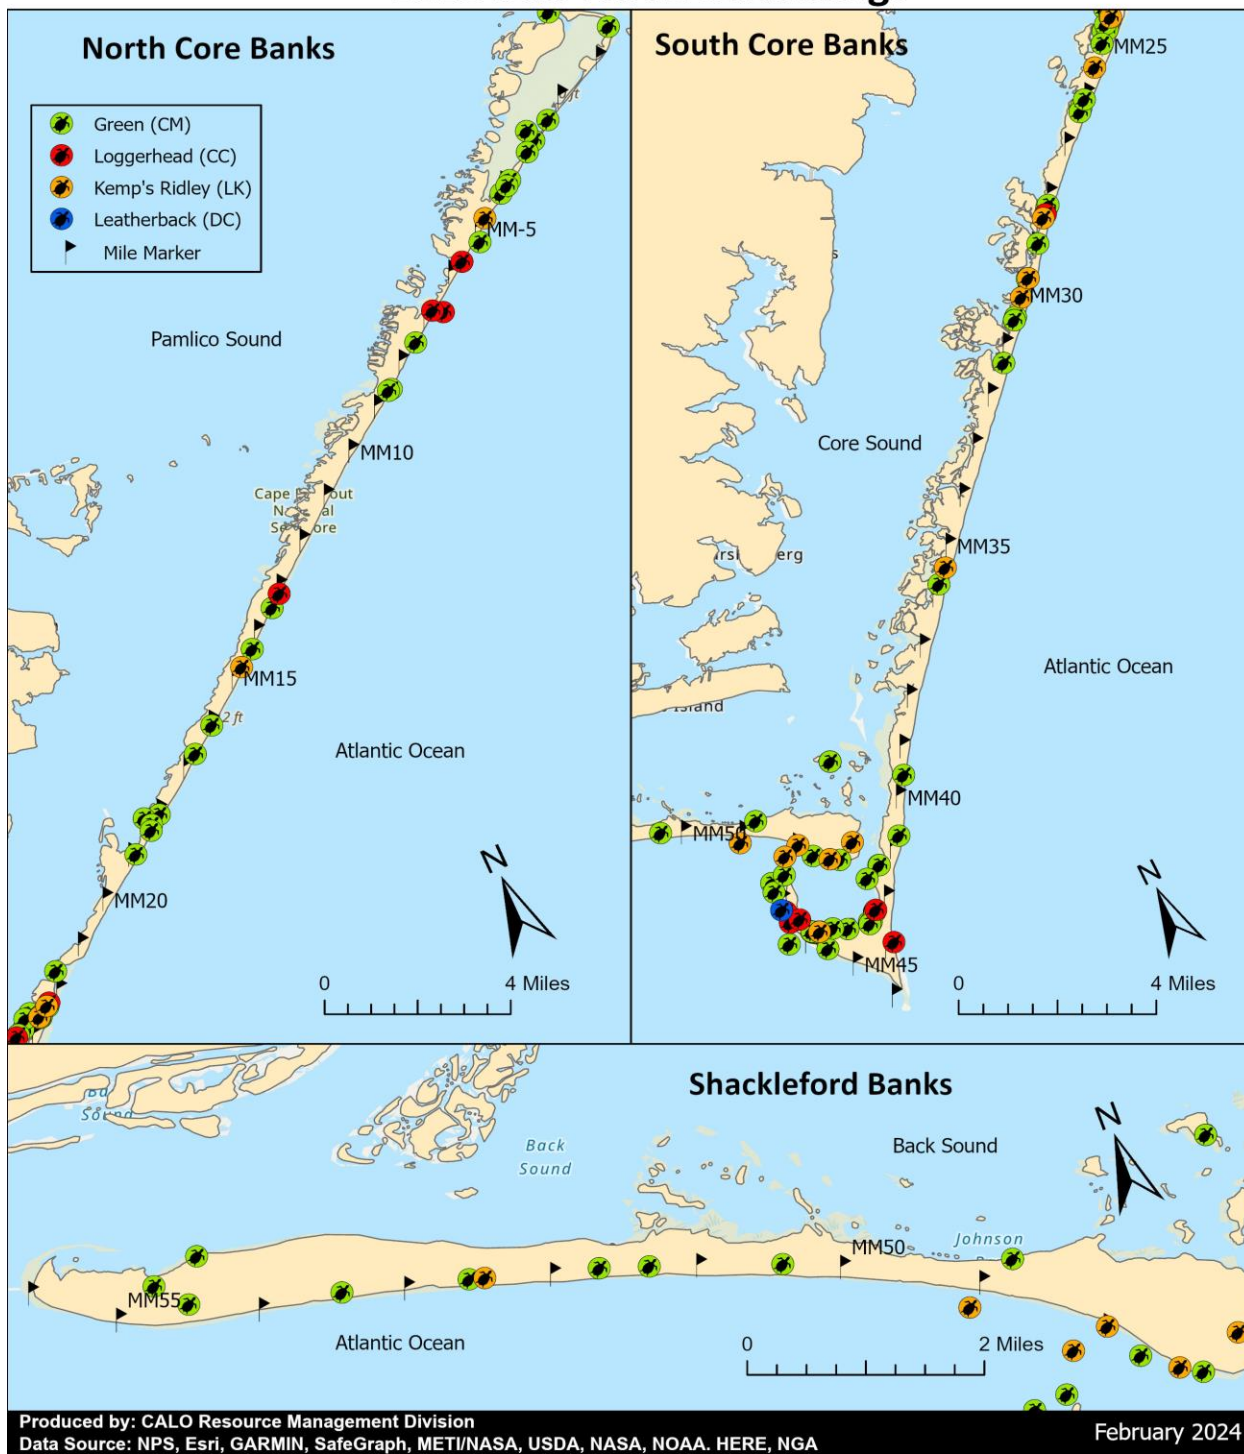 North Core Banks
Green (CM)
Loggerhead (CC)
Kemp's Ridley (LK)
Leatherback (DC)
Mile Marker
MM-5
Pamlico Sound
MM10
MM15
2 ft
Atlantic Ocean
MM20
N
0 4 Miles
South Core Banks
MM25
MM30
Core Sound
MM35
Island
Atlantic Ocean
MM40
MM50
MM45
N
0 4 Miles
Shackleford Banks
Sound
Back
Sound
Back Sound
N
Johnson
MM50
MM55
Atlantic Ocean
0 2 Miles
Produced by: CALO Resource Management Division
Data Source: NPS, Esri, GARMIN, SafeGraph, METI/NASA, USDA, NASA, NOAA. HERE, NGA
February 2024